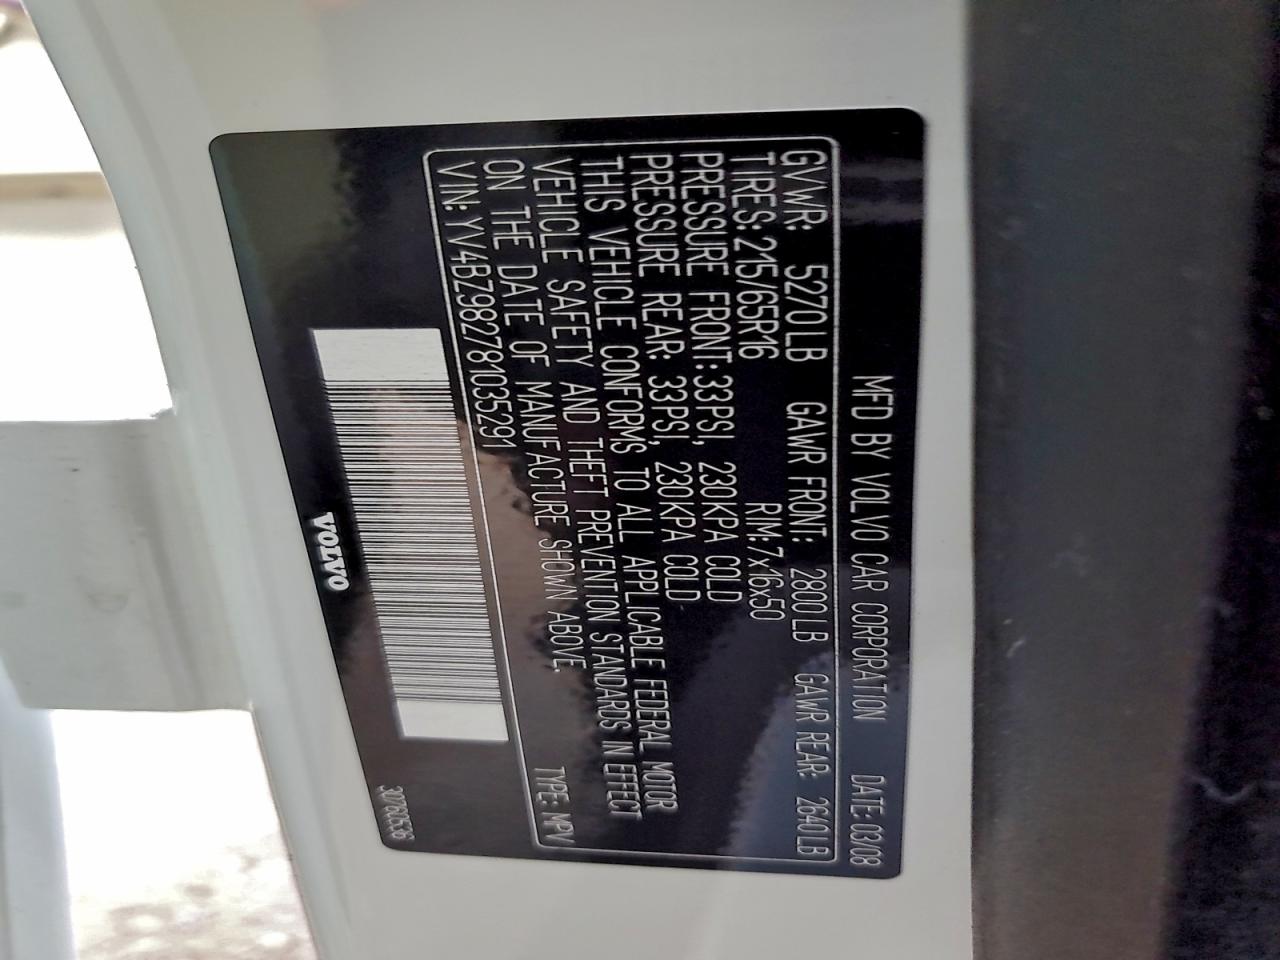 MFD BY VOLVO CAR CORPORATION DATE: 03/08
GVWR: 5270LB GAWR FRONT: 2800LB GAWR REAR: 2640LB
TIRES: 215/65R16 RIM: 7x16x50
PRESSURE FRONT: 33PSI, 230KPA COLD
PRESSURE REAR: 33PSI, 230KPA COLD
THIS VEHICLE CONFORMS TO ALL APPLICABLE FEDERAL MOTOR
VEHICLE SAFETY AND THEFT PREVENTION STANDARDS IN EFFECT
ON THE DATE OF MANUFACTURE SHOWN ABOVE.
VIN: YV4BZ982781035291 TYPE: MPV
VOLVO
30760536